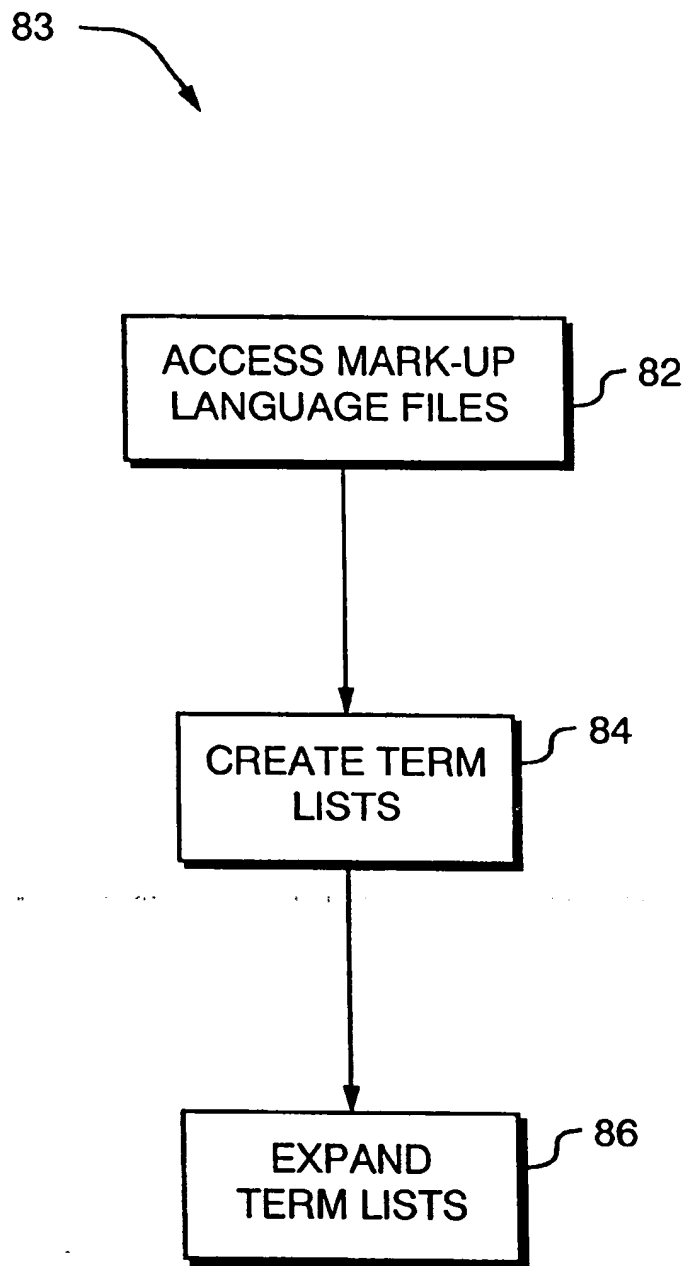 83
ACCESS MARK-UP
LANGUAGE FILES
82
CREATE TERM
LISTS
84
EXPAND
TERM LISTS
86